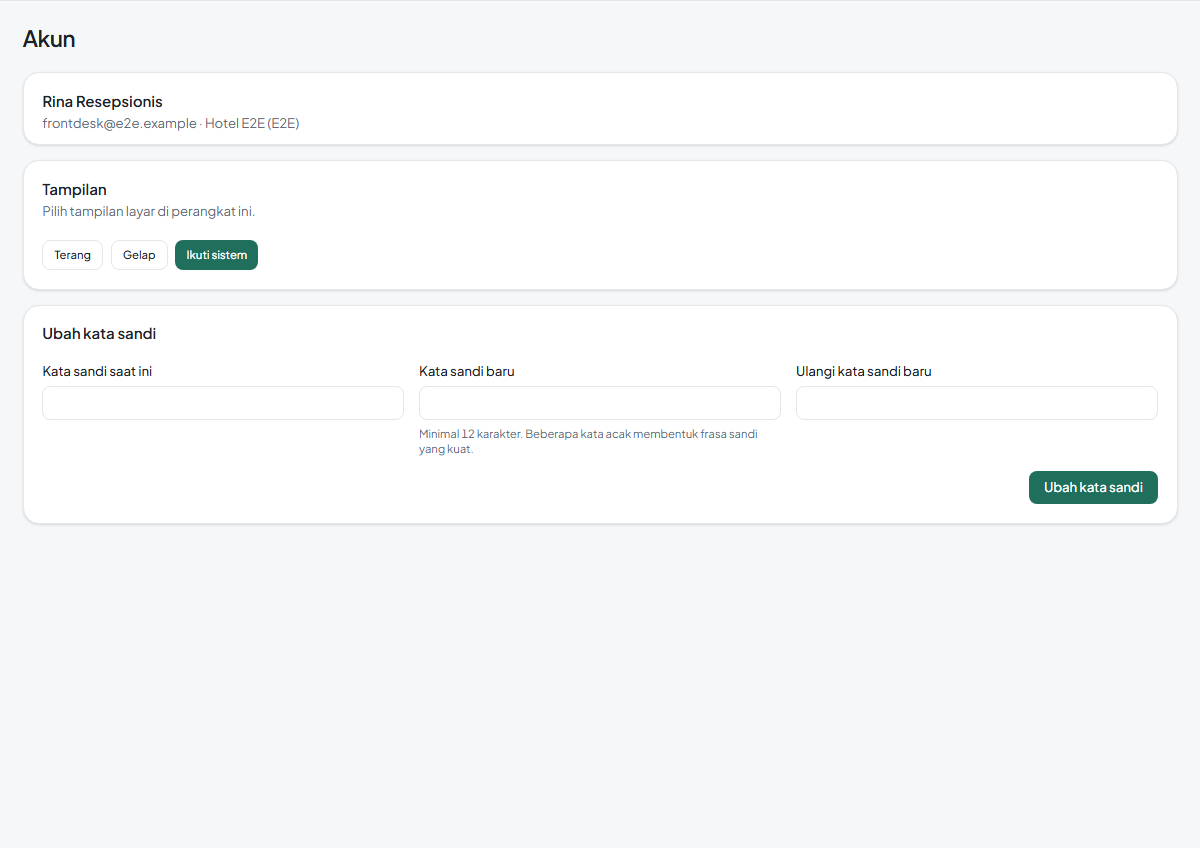 Akun
Rina Resepsionis
frontdesk@e2e.example · Hotel E2E (E2E)
Tampilan
Pilih tampilan layar di perangkat ini.
Terang
Gelap
Ikuti sistem
Ubah kata sandi
Kata sandi saat ini
Kata sandi baru
Ulangi kata sandi baru
Minimal 12 karakter. Beberapa kata acak membentuk frasa sandi
yang kuat.
Ubah kata sandi